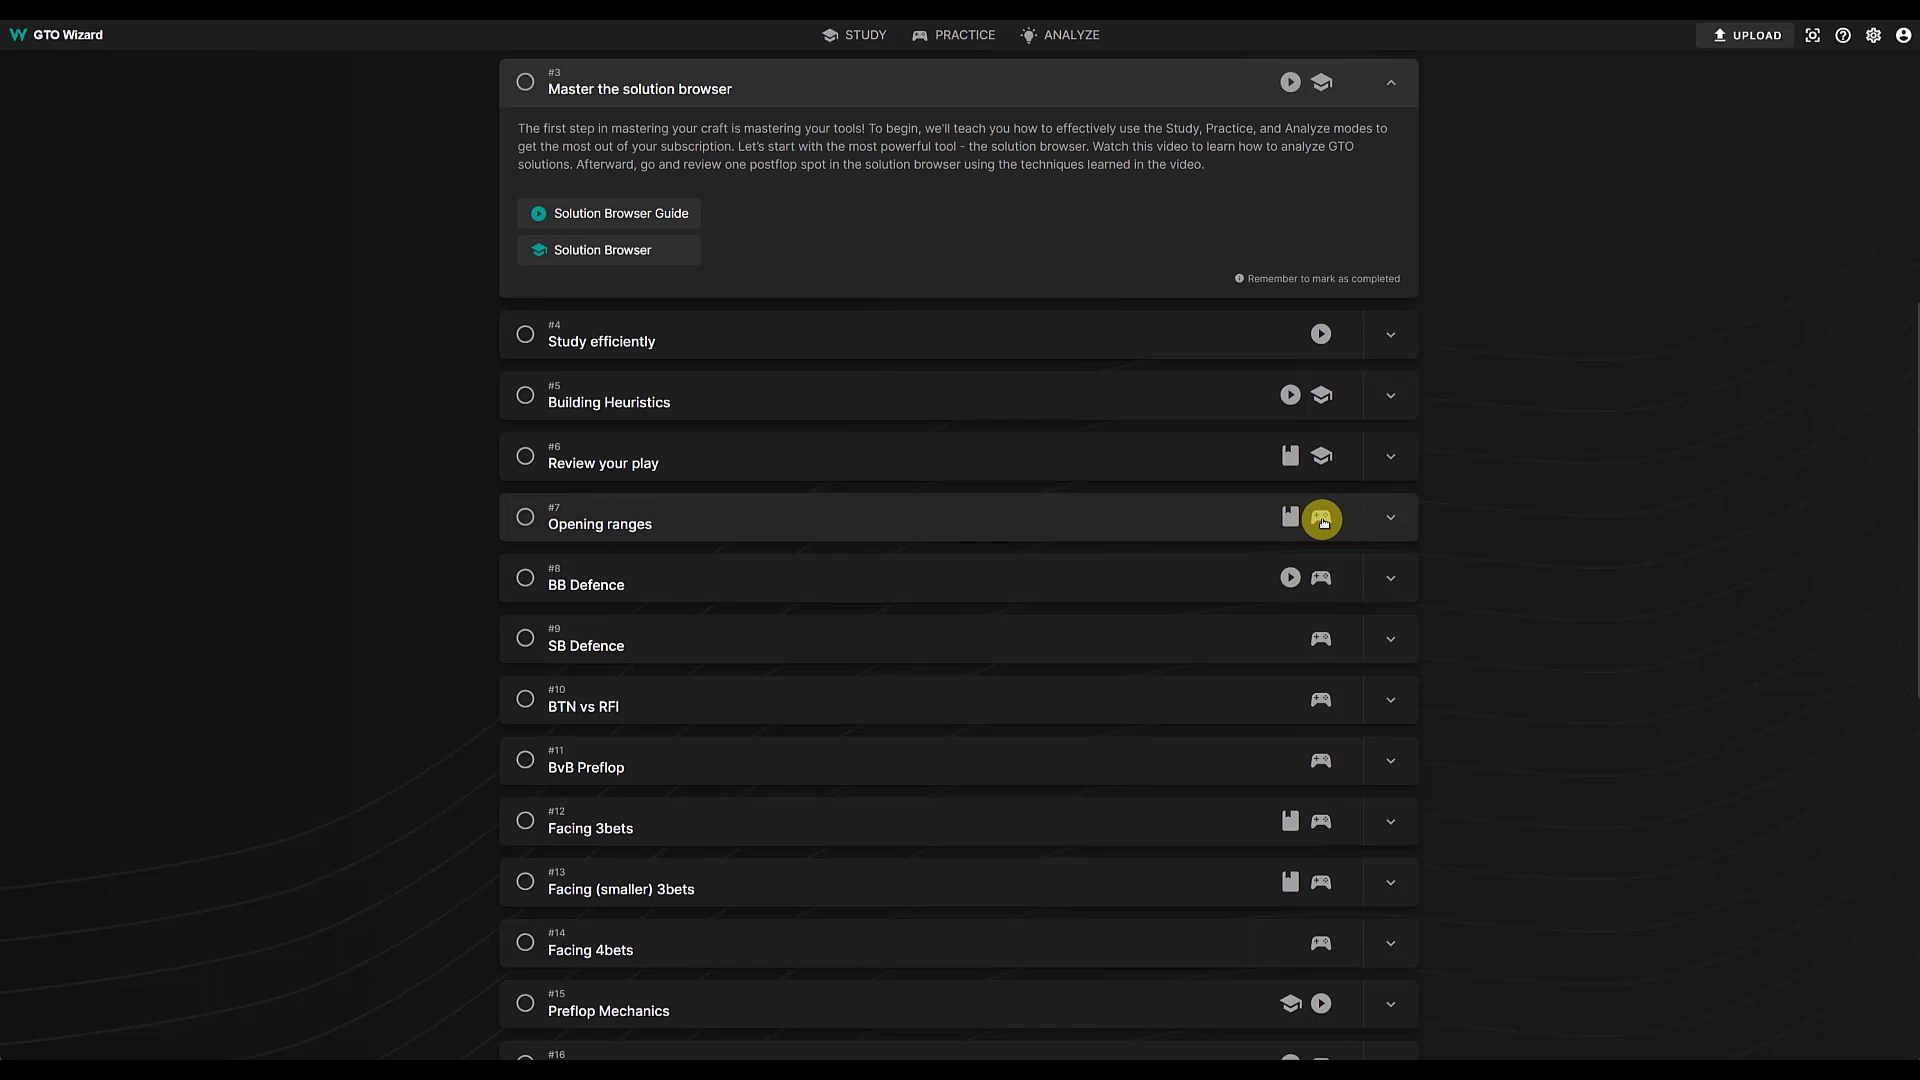 GTO Wizard
STUDY
PRACTICE
ANALYZE
UPLOAD
#3
Master the solution browser
The first step in mastering your craft is mastering your tools! To begin, we'll teach you how to effectively use the Study, Practice, and Analyze modes to
get the most out of your subscription. Let's start with the most powerful tool - the solution browser. Watch this video to learn how to analyze GTO
solutions. Afterward, go and review one postflop spot in the solution browser using the techniques learned in the video.
Solution Browser Guide
Solution Browser
Remember to mark as completed
#4
Study efficiently
#5
Building Heuristics
#6
Review your play
#7
Opening ranges
#8
BB Defence
#9
SB Defence
#10
BTN vs RFI
#11
BvB Preflop
#12
Facing 3bets
#13
Facing (smaller) 3bets
#14
Facing 4bets
#15
Preflop Mechanics
#16